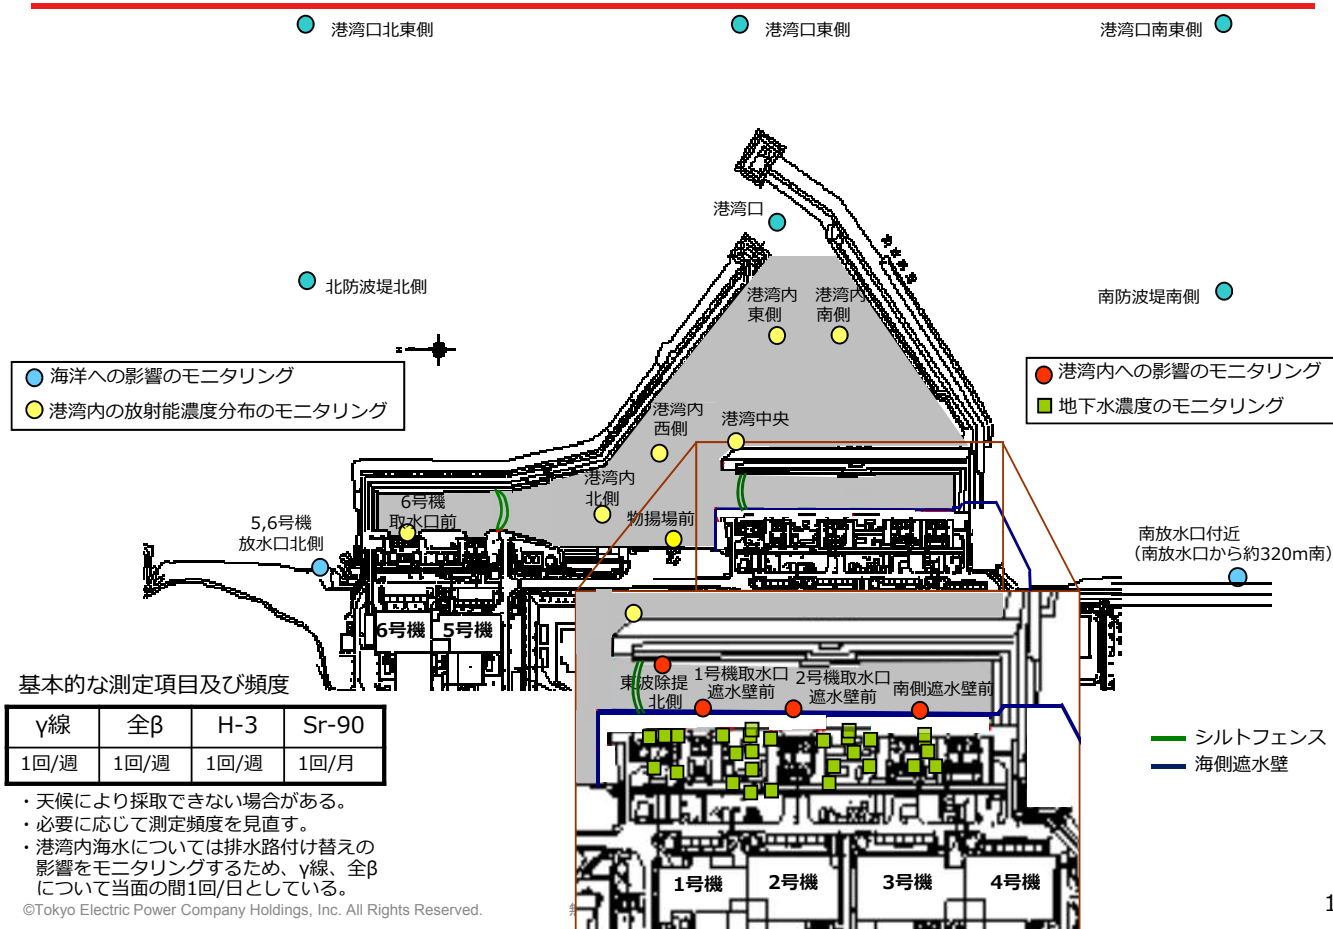 港湾口北東側
港湾口東側
港湾口南東側
港湾口
北防波堤北側
港湾内
東側
港湾内
南側
南防波堤南側
海洋への影響のモニタリング
港湾内の放射能濃度分布のモニタリング
港湾内への影響のモニタリング
地下水濃度のモニタリング
港湾内
西側
港湾中央
港湾内
北側
6号機
取水口前
物揚場前
5,6号機
放水口北側
南放水口付近
(南放水口から約320m南)
6号機
5号機
東波除堤
北側
1号機取水口
遮水壁前
2号機取水口
遮水壁前
南側遮水壁前
基本的な測定項目及び頻度
γ線 全β H-3 Sr-90
1回/週 1回/週 1回/週 1回/月
シルトフェンス
海側遮水壁
・天候により採取できない場合がある。
・必要に応じて測定頻度を見直す。
・港湾内海水については排水路付け替えの
影響をモニタリングするため、γ線、全β
について当面の間1回/日としている。
1号機
2号機
3号機
4号機
©Tokyo Electric Power Company Holdings, Inc. All Rights Reserved.
1